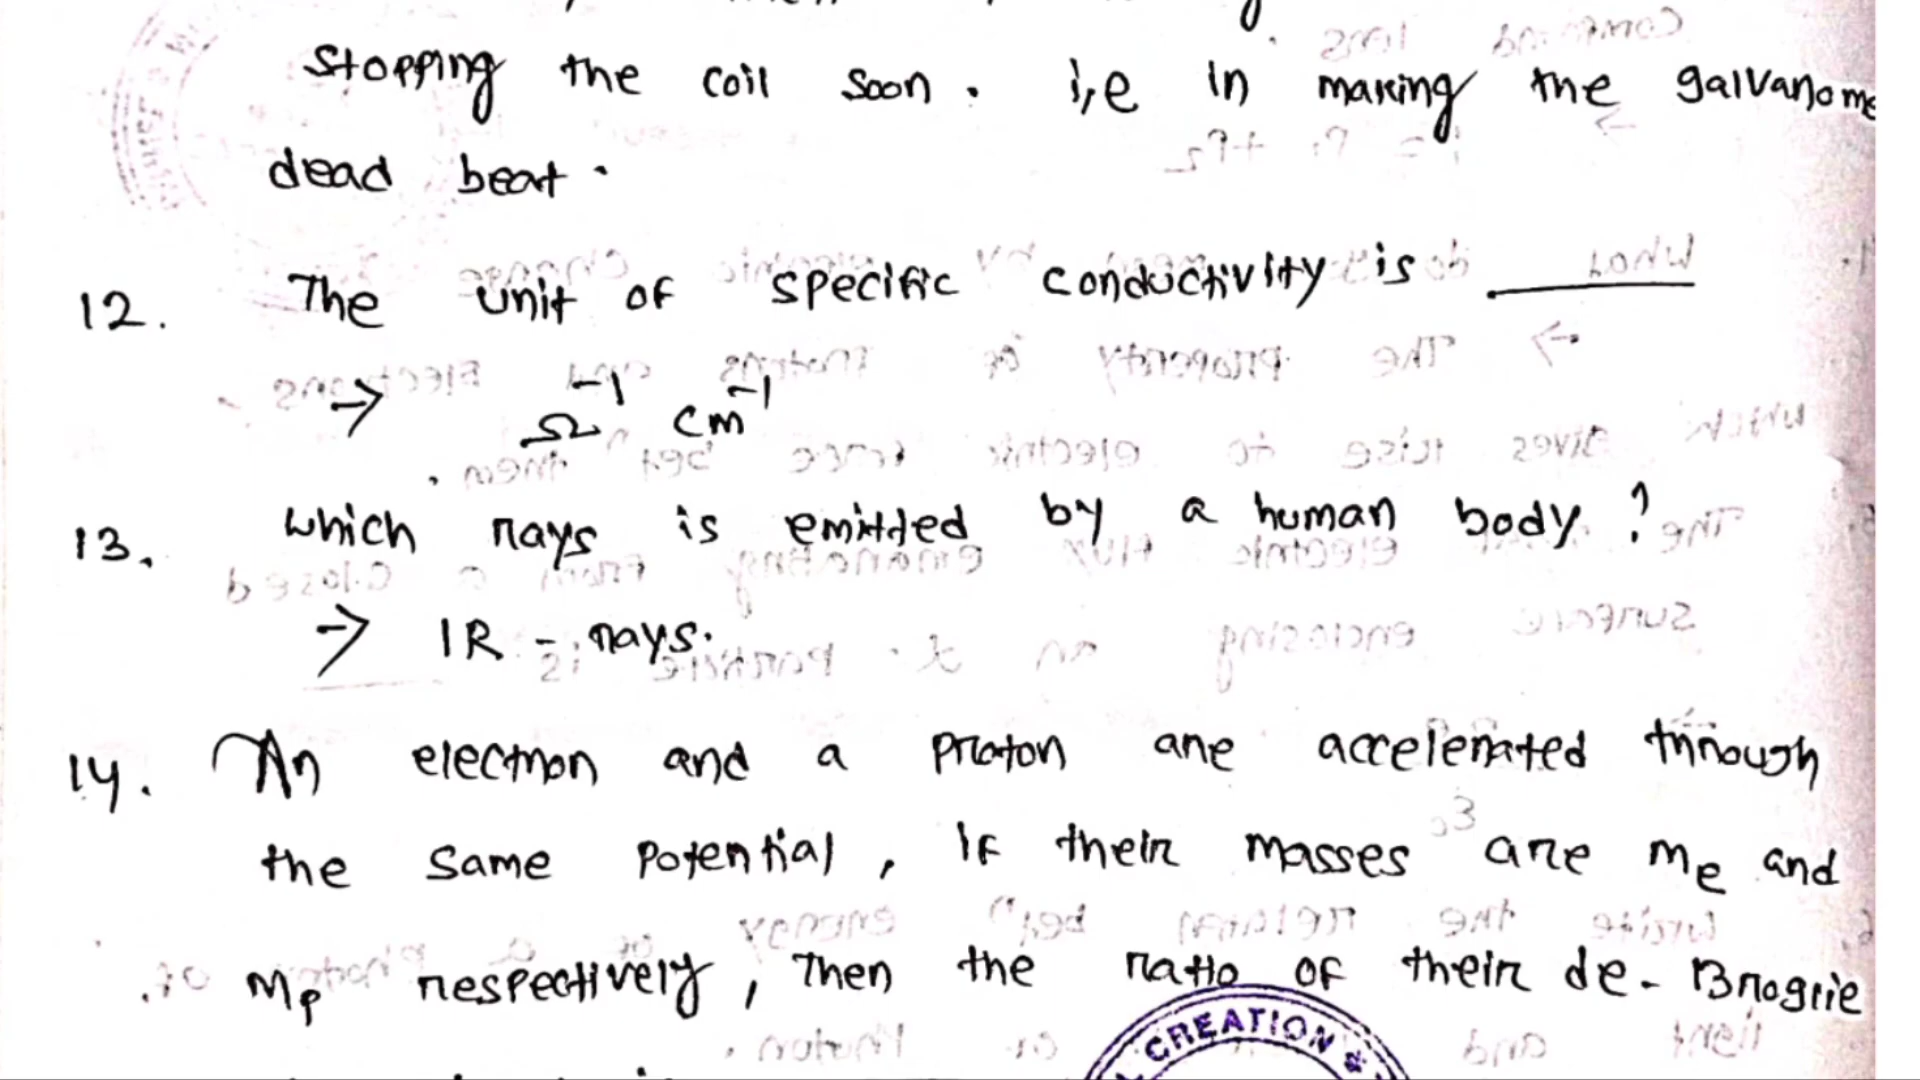 stopping the coil soon. i,e in making the galvanome
dead beat.
12. The unit of specific conductivity is ______
→ Ω⁻¹ cm⁻¹
13. which rays is emitted by a human body?
→ IR - rays.
14. An electron and a proton are accelerated through
the same potential, If their masses are me and
mp respectively, Then the ratio of their de-Broglie
CREATION &